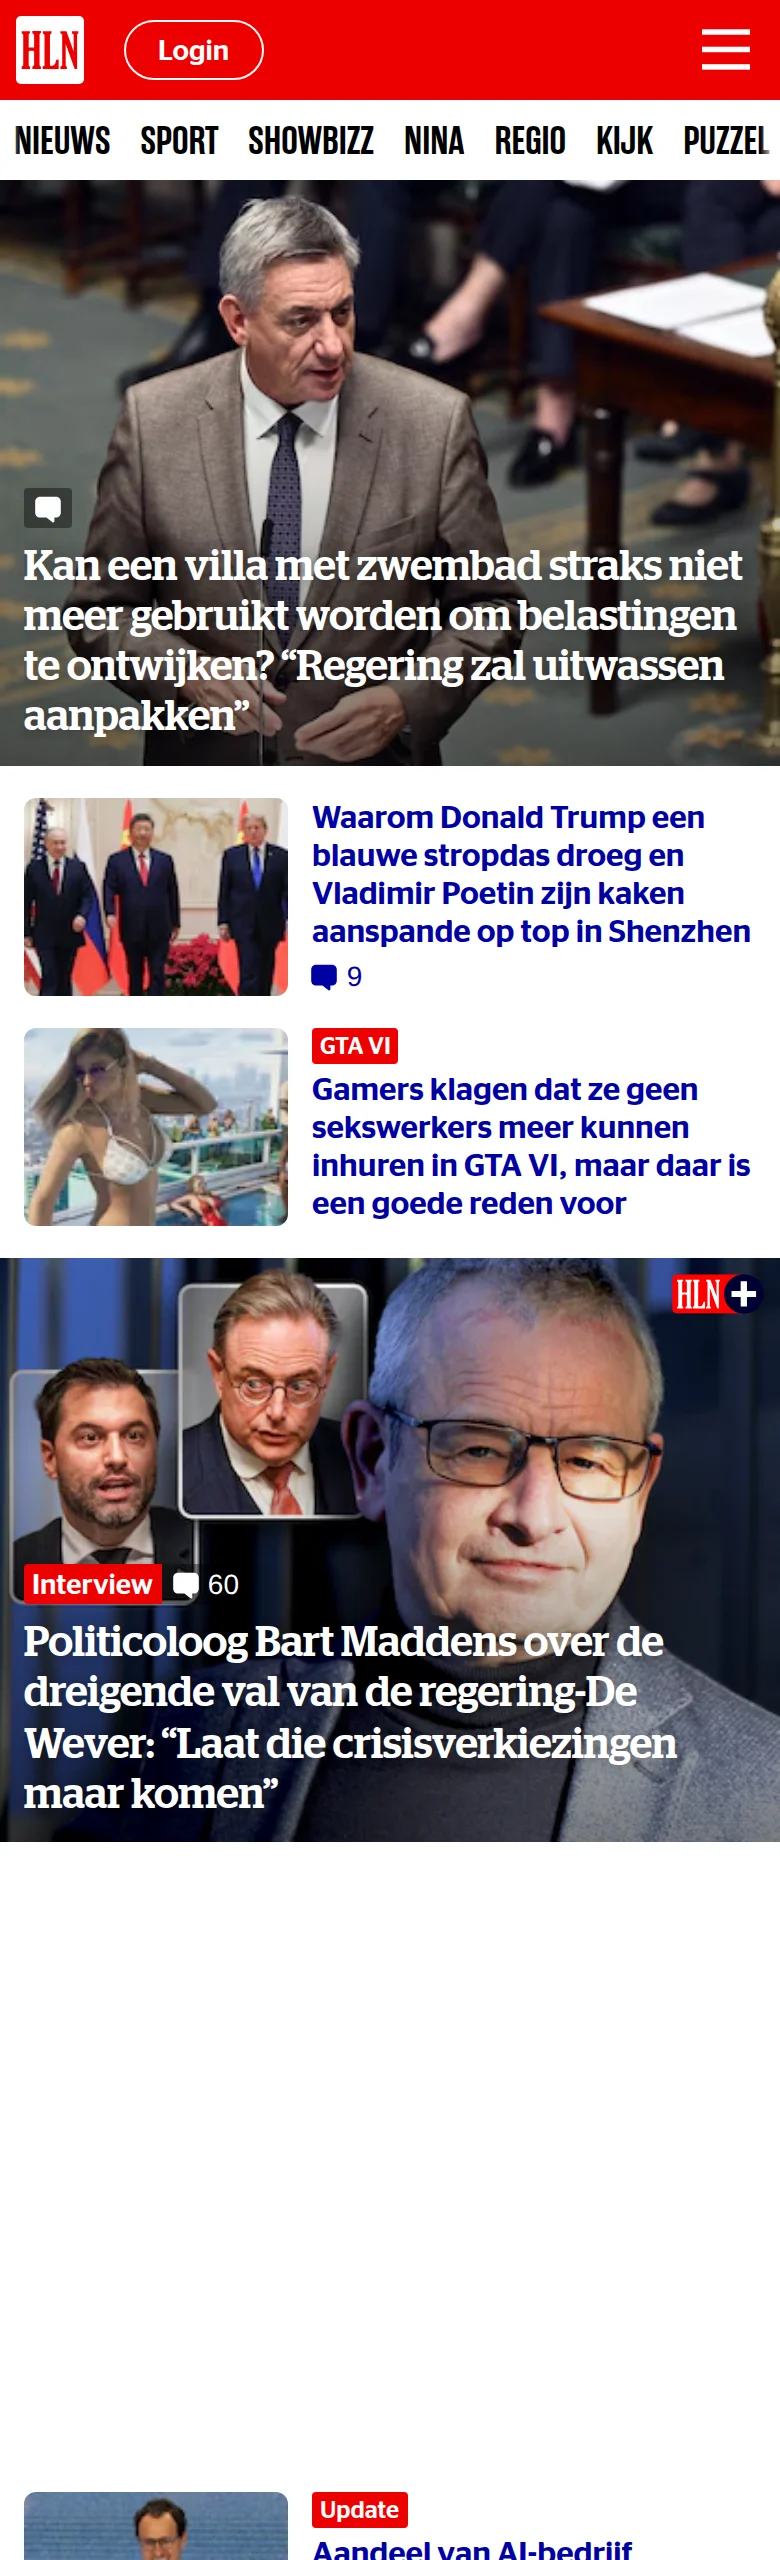 HLN
Login
NIEUWS SPORT SHOWBIZZ NINA REGIO KIJK PUZZEL
Kan een villa met zwembad straks niet
meer gebruikt worden om belastingen
te ontwijken? “Regering zal uitwassen
aanpakken”
Waarom Donald Trump een
blauwe stropdas droeg en
Vladimir Poetin zijn kaken
aanspande op top in Shenzhen
9
GTA VI
Gamers klagen dat ze geen
sekswerkers meer kunnen
inhuren in GTA VI, maar daar is
een goede reden voor
HLN+
Interview 60
Politicoloog Bart Maddens over de
dreigende val van de regering-De
Wever: “Laat die crisisverkiezingen
maar komen”
Update
Aandeel van AI-bedrijf